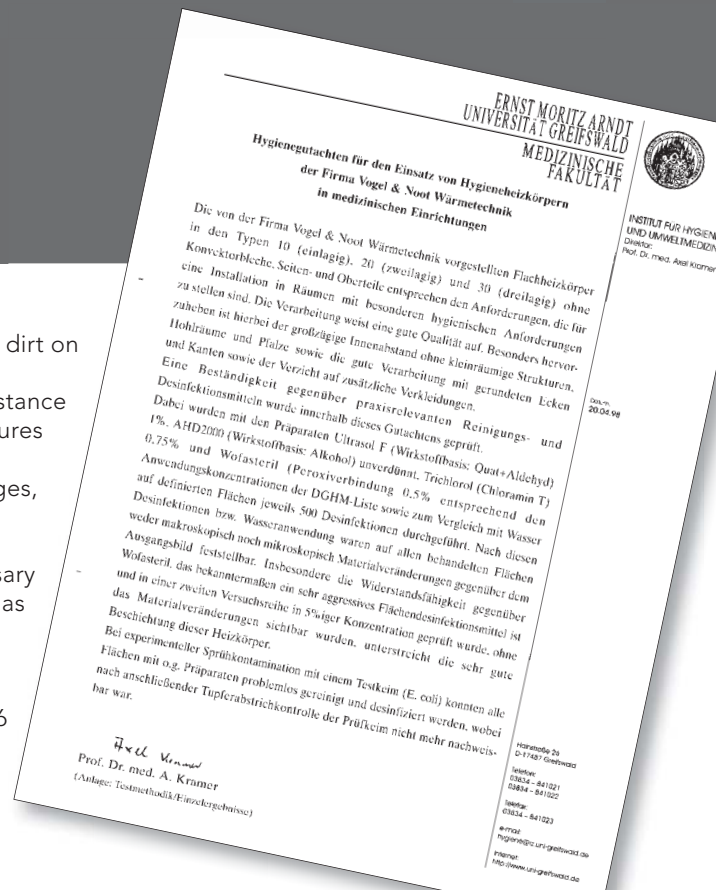 dirt on
stance
ures
ges,
sary
as
6
ERNST MORITZ ARNDT
UNIVERSITÄT GREIFSWALD
MEDIZINISCHE
FAKULTÄT
INSTITUT FÜR HYGIENE
UND UMWELTMEDIZIN
Direktor:
Prof. Dr. med. Axel Kramer
Hygienegutachten für den Einsatz von Hygieneheizkörpern
der Firma Vogel & Noot Wärmetechnik
in medizinischen Einrichtungen
Die von der Firma Vogel & Noot Wärmetechnik vorgestellten Flachheizkörper
in den Typen 10 (einlagig), 20 (zweilagig) und 30 (dreilagig) ohne
Konvektorbleche, Seiten- und Oberteile entsprechen den Anforderungen, die für
eine Installation in Räumen mit besonderen hygienischen Anforderungen
zu stellen sind. Die Verarbeitung weist eine gute Qualität auf. Besonders hervor-
zuheben ist hierbei der großzügige Innenabstand ohne kleinräumige Strukturen,
Hohlräume und Pfalze sowie die gute Verarbeitung mit gerundeten Ecken
und Kanten sowie der Verzicht auf zusätzliche Verkleidungen.
Eine Beständigkeit gegenüber praxisrelevanten Reinigungs- und
Desinfektionsmitteln wurde innerhalb dieses Gutachtens geprüft.
Dabei wurden mit den Präparaten Ultrasol F (Wirkstoffbasis: Quat+Aldehyd)
1%, AHD2000 (Wirkstoffbasis: Alkohol) unverdünnt, Trichlorol (Chloramin T)
0,75% und Wofasteril (Peroxiverbindung 0,5% entsprechend den
Anwendungskonzentrationen der DGHM-Liste sowie zum Vergleich mit Wasser
auf definierten Flächen jeweils 500 Desinfektionen durchgeführt. Nach diesen
Desinfektionen bzw. Wasseranwendung waren auf allen behandelten Flächen
weder makroskopisch noch mikroskopisch Materialveränderungen gegenüber dem
Ausgangsbild feststellbar. Insbesondere die Widerstandsfähigkeit gegenüber
Wofasteril, das bekanntermaßen ein sehr aggressives Flächendesinfektionsmittel ist
und in einer zweiten Versuchsreihe in 5%iger Konzentration geprüft wurde, ohne
das Materialveränderungen sichtbar wurden, unterstreicht die sehr gute
Beschichtung dieser Heizkörper.
Bei experimenteller Sprühkontamination mit einem Testkeim (E. coli) konnten alle
Flächen mit o.g. Präparaten problemlos gereinigt und desinfiziert werden, wobei
nach anschließender Tupferabstrichkontrolle der Prüfkeim nicht mehr nachweis-
bar war.
Axel Kramer
Prof. Dr. med. A. Kramer
(Anlage: Testmethodik/Einzelergebnisse)
Datum:
20.04.98
Hainstraße 26
D-17487 Greifswald
Telefon:
03834 – 841021
03834 – 841022
Telefax:
03834 – 841023
e-mail:
hygiene@rz.uni-greifswald.de
Internet:
http://www.uni-greifswald.de